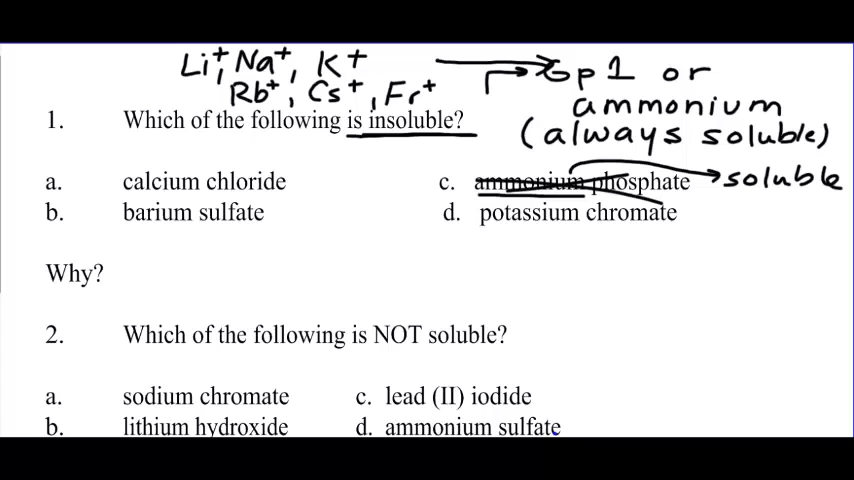 Li⁺, Na⁺, K⁺ → Gp 1 or
Rb⁺, Cs⁺, Fr⁺ ammonium
1. Which of the following is insoluble? (always soluble)
a. calcium chloride c. ammonium phosphate → soluble
b. barium sulfate d. potassium chromate
Why?
2. Which of the following is NOT soluble?
a. sodium chromate c. lead (II) iodide
b. lithium hydroxide d. ammonium sulfate